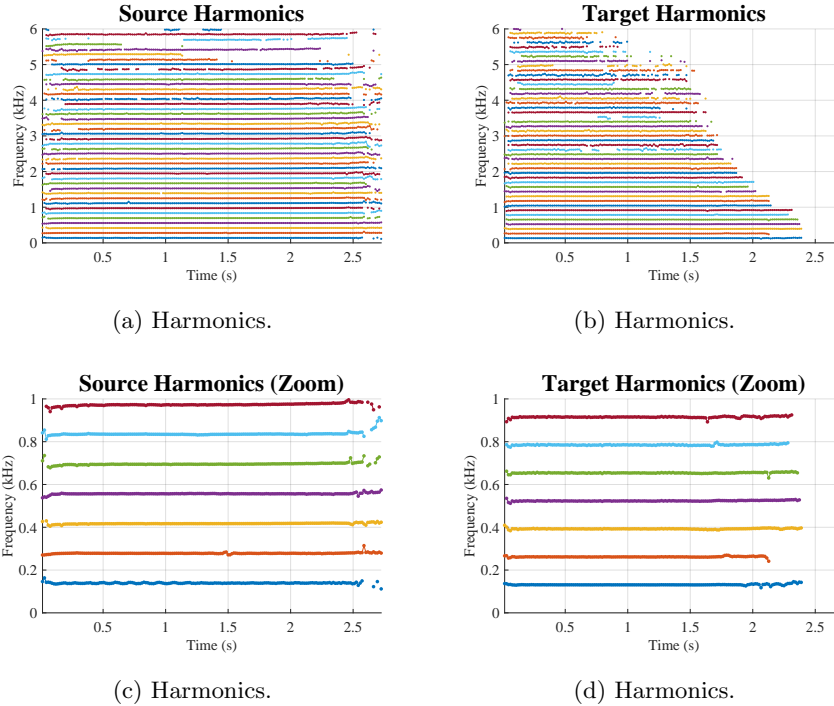 Source Harmonics
6
5
4
3
2
1
0
Frequency (kHz)
0.5 1 1.5 2 2.5
Time (s)
(a) Harmonics.
Target Harmonics
6
5
4
3
2
1
0
Frequency (kHz)
0.5 1 1.5 2 2.5
Time (s)
(b) Harmonics.
Source Harmonics (Zoom)
1
0.8
0.6
0.4
0.2
0
Frequency (kHz)
0.5 1 1.5 2 2.5
Time (s)
(c) Harmonics.
Target Harmonics (Zoom)
1
0.8
0.6
0.4
0.2
0
Frequency (kHz)
0.5 1 1.5 2 2.5
Time (s)
(d) Harmonics.